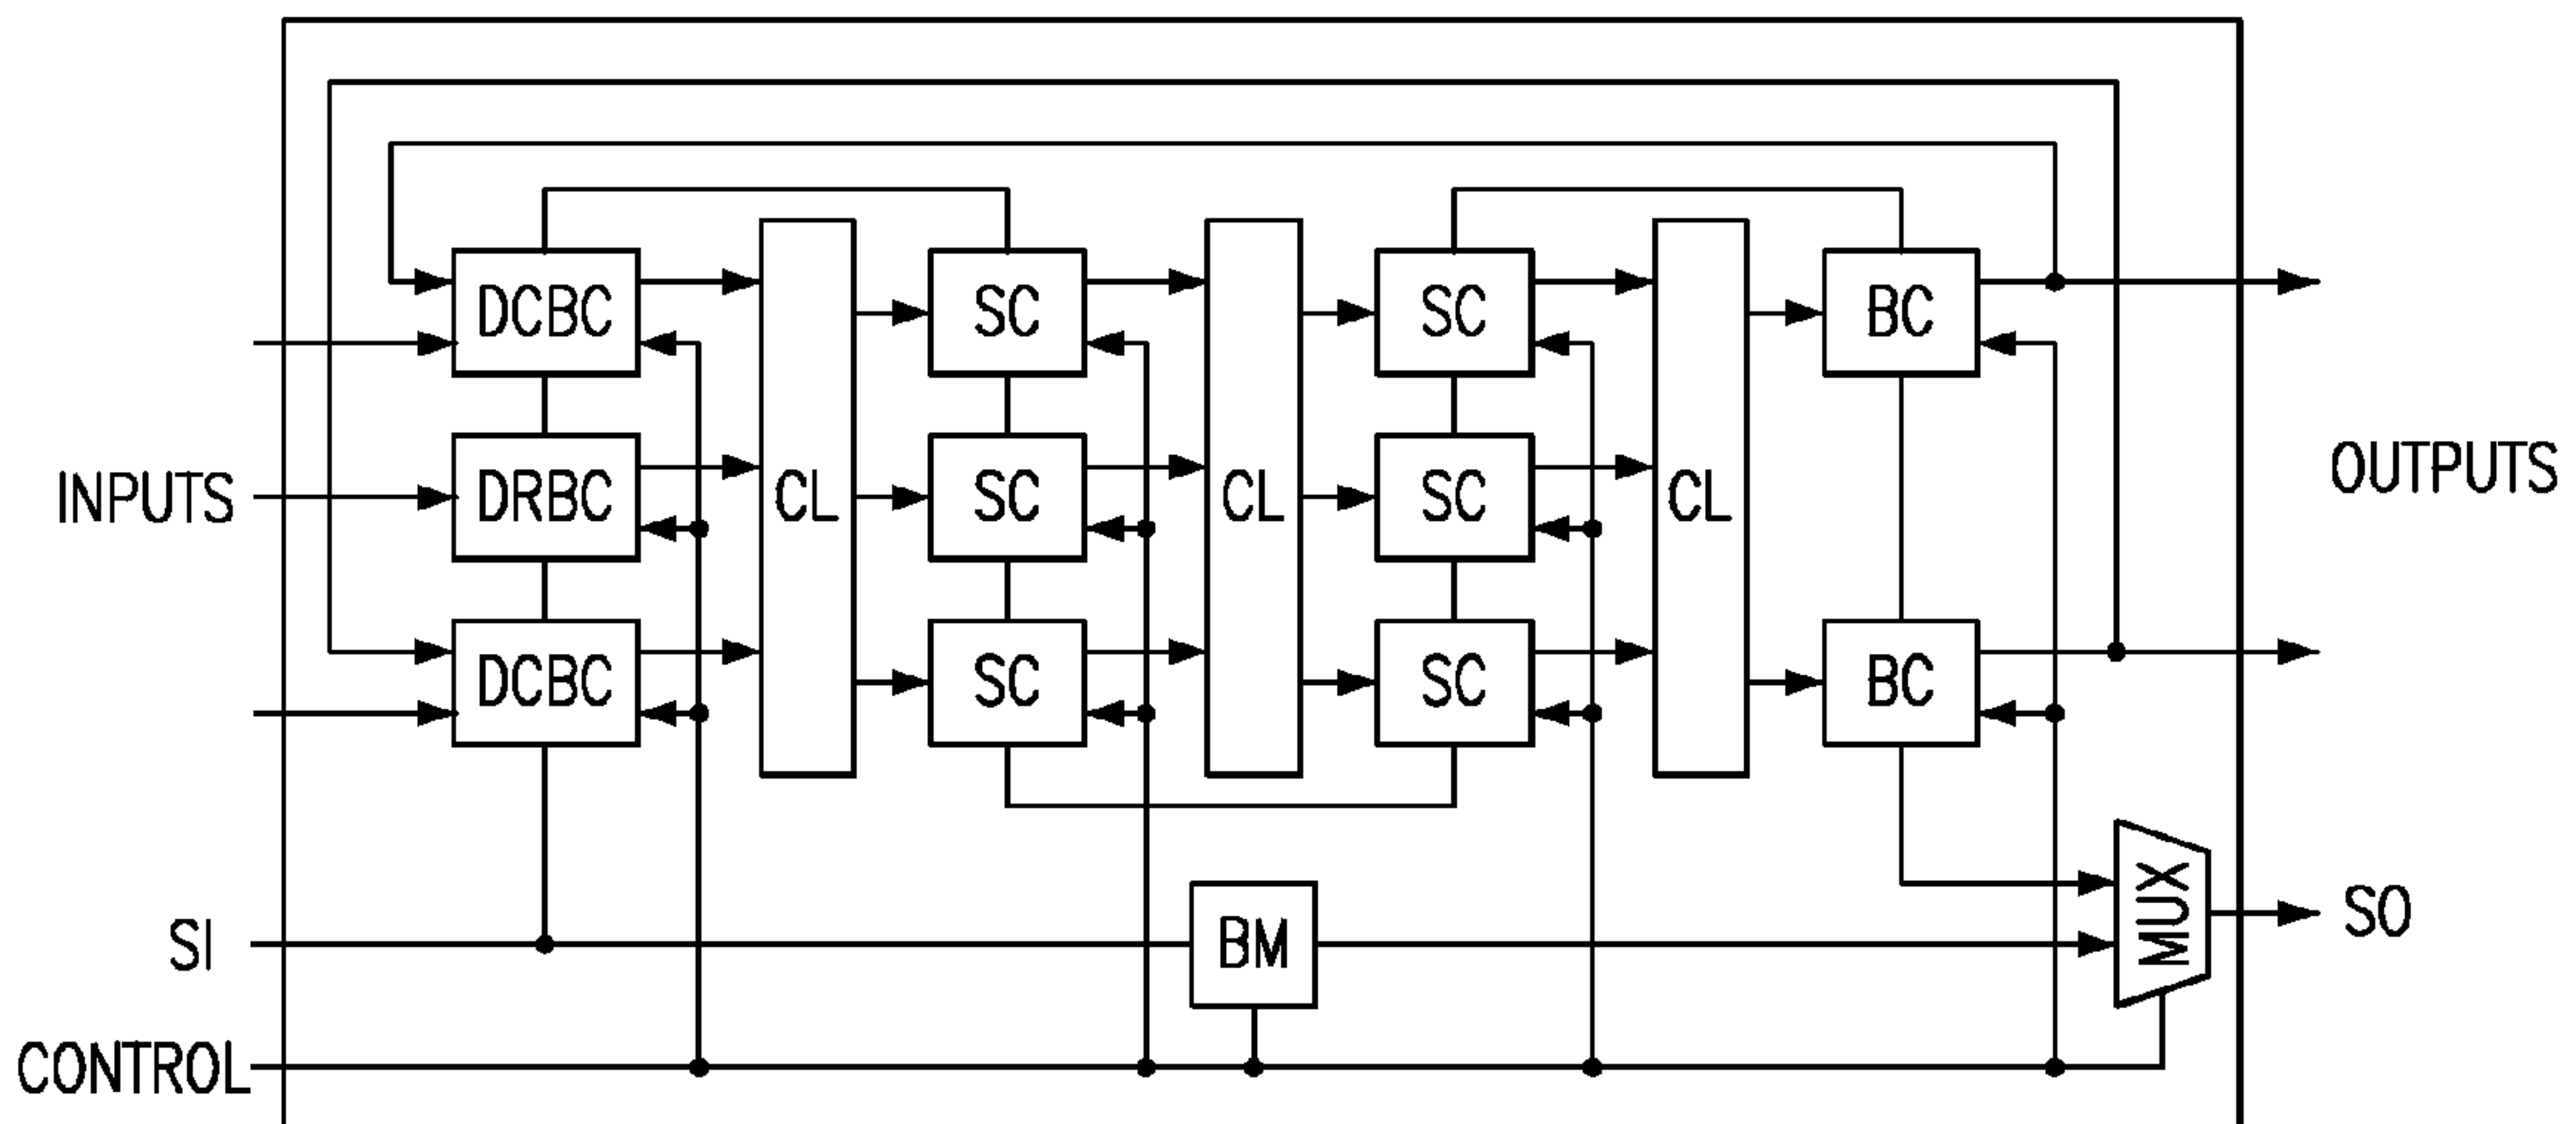 DCBC
SC
SC
BC
INPUTS
DRBC
CL
SC
CL
SC
CL
OUTPUTS
DCBC
SC
SC
BC
SI
BM
MUX
SO
CONTROL